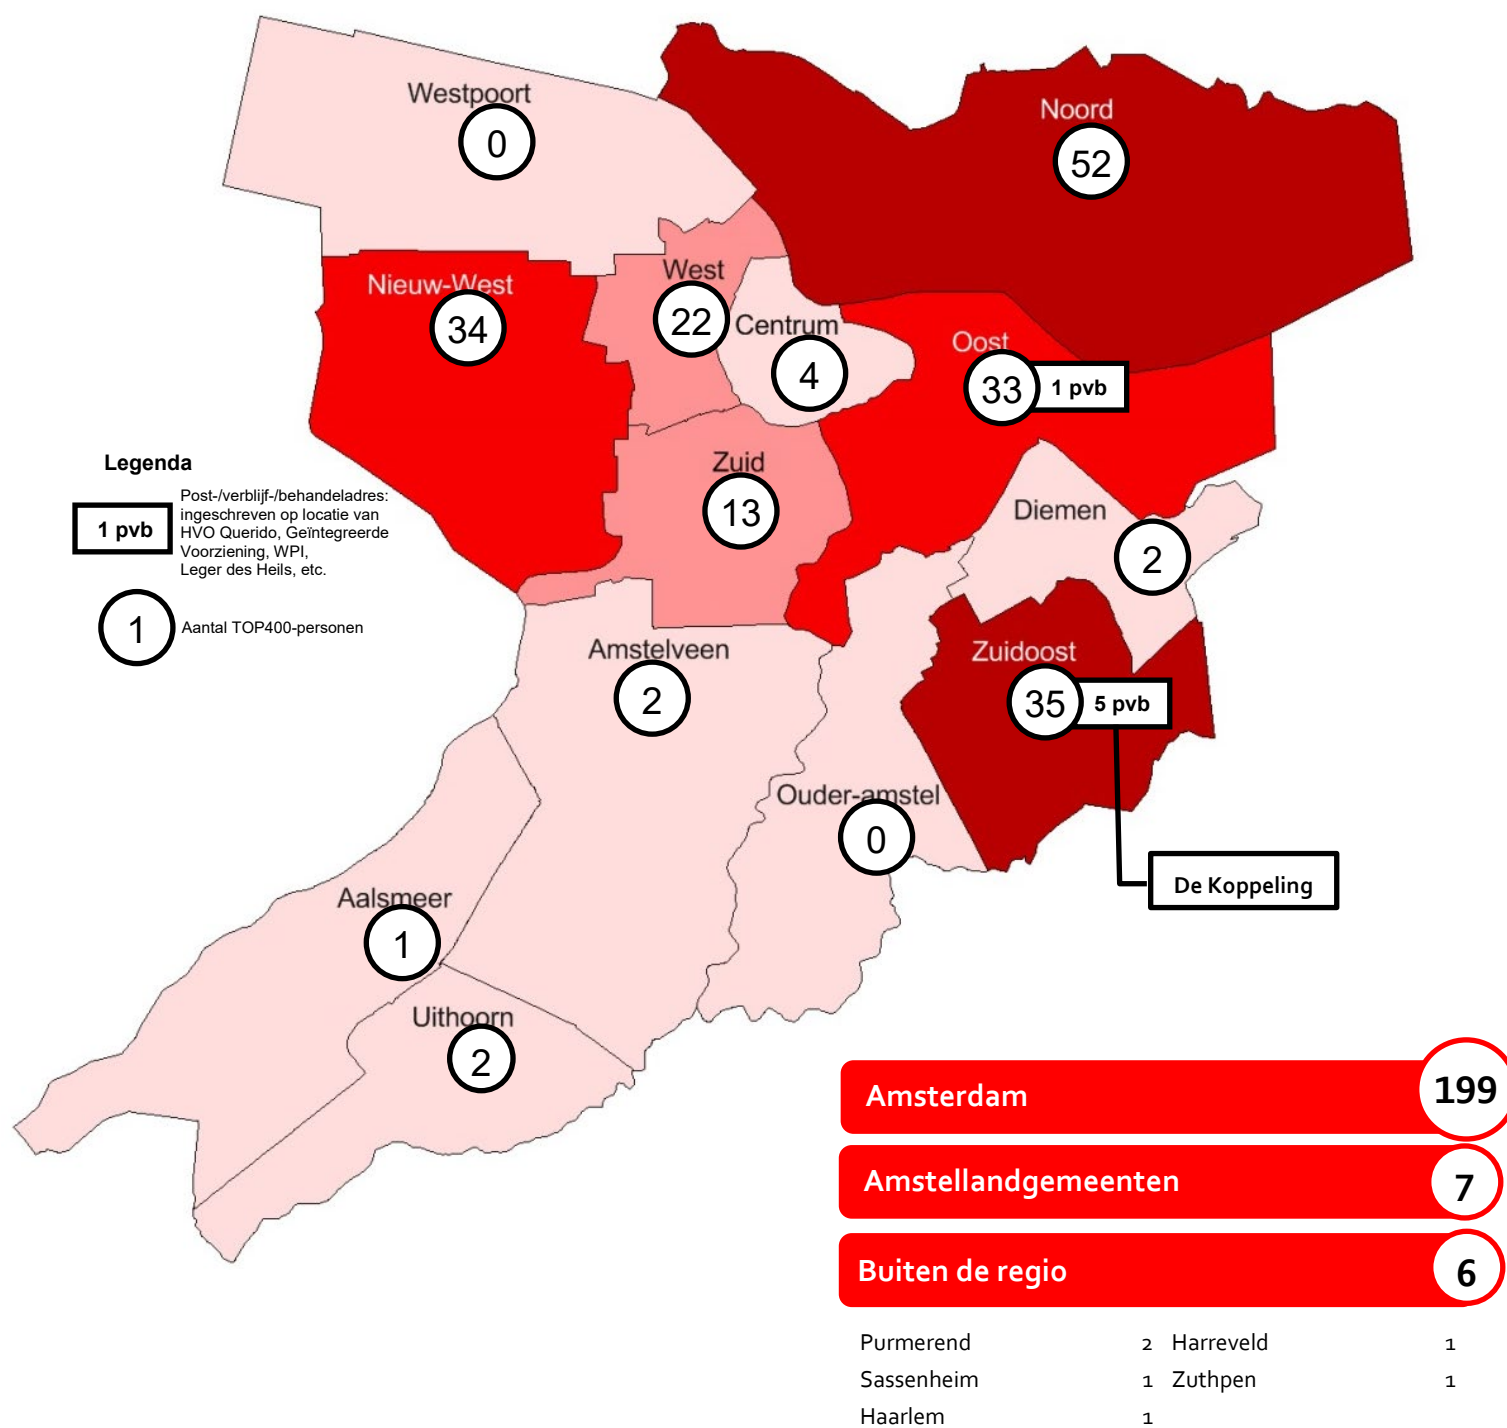 Westpoort
0
Noord
52
Nieuw-West
34
West
22
Centrum
4
Oost
33
1 pvb
Zuid
13
Diemen
2
Legenda
1 pvb
Post-/verblijf-/behandeladres:
ingeschreven op locatie van
HVO Querido, Geïntegreerde
Voorziening, WPI,
Leger des Heils, etc.
1
Aantal TOP400-personen
Amstelveen
2
Zuidoost
35
5 pvb
Ouder-amstel
0
De Koppeling
Aalsmeer
1
Uithoorn
2
Amsterdam 199
Amstellandgemeenten 7
Buiten de regio 6
Purmerend 2 Harreveld 1
Sassenheim 1 Zuthpen 1
Haarlem 1